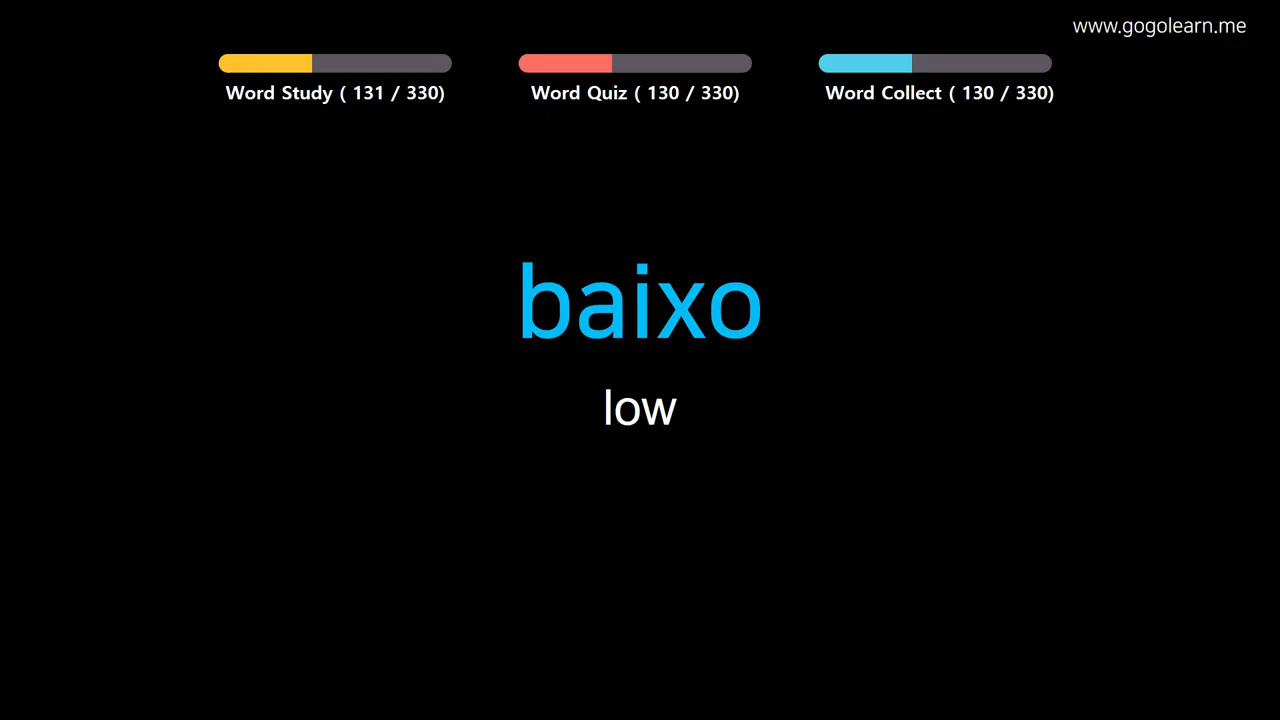 www.gogolearn.me
Word Study ( 131 / 330)
Word Quiz ( 130 / 330)
Word Collect ( 130 / 330)
baixo
low